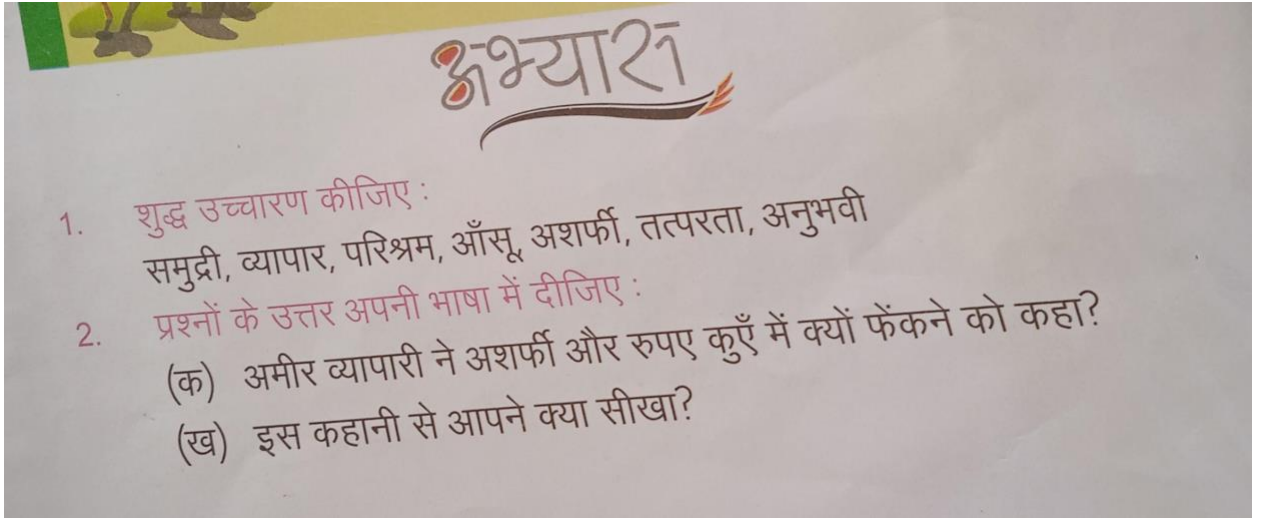 अभ्यास
1. शुद्ध उच्चारण कीजिए :
समुद्री, व्यापार, परिश्रम, आँसू, अशर्फी, तत्परता, अनुभवी
2. प्रश्नों के उत्तर अपनी भाषा में दीजिए :
(क) अमीर व्यापारी ने अशर्फी और रुपए कुएँ में क्यों फेंकने को कहा?
(ख) इस कहानी से आपने क्या सीखा?